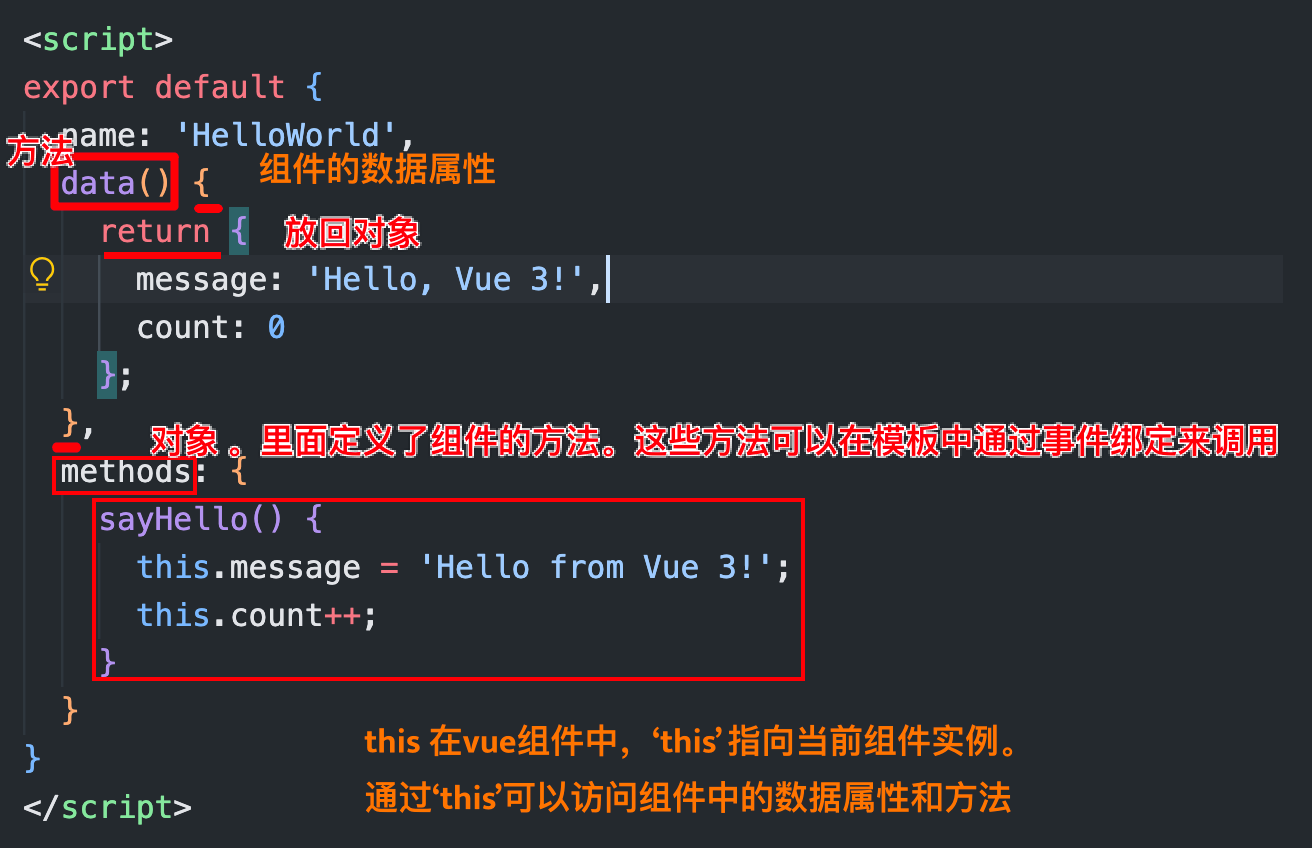 <script>
export default {
name: 'HelloWorld',
方法
组件的数据属性
data() {
return {
放回对象
message: 'Hello, Vue 3!',
count: 0
};
},
对象 。里面定义了组件的方法。这些方法可以在模板中通过事件绑定来调用
methods: {
sayHello() {
this.message = 'Hello from Vue 3!';
this.count++;
}
}
this 在vue组件中，‘this’ 指向当前组件实例。
}
通过‘this’可以访问组件中的数据属性和方法
</script>